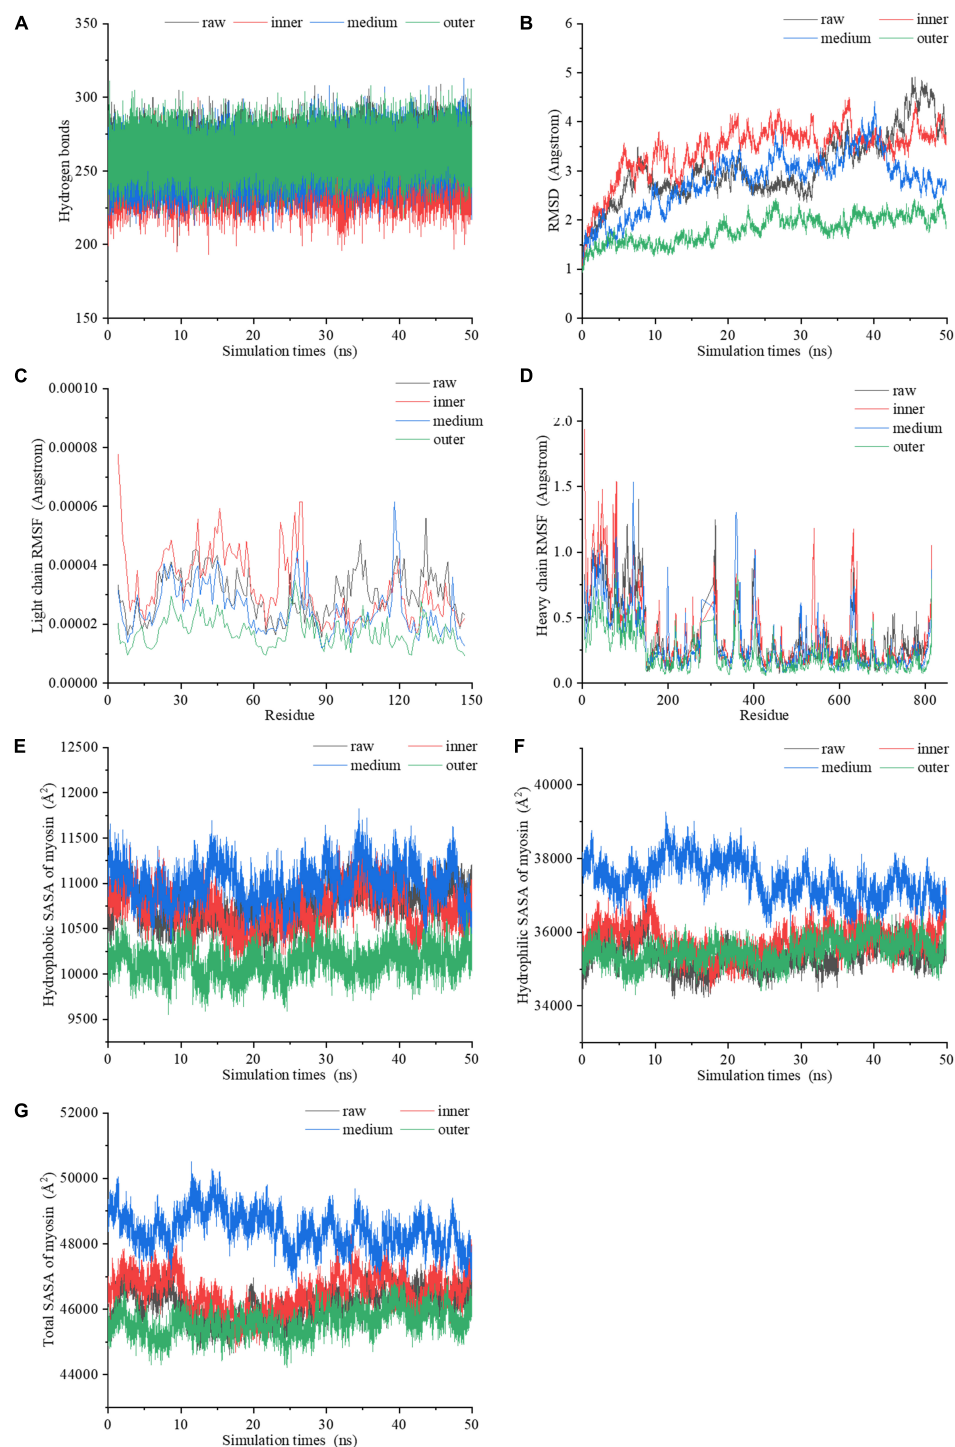 A
raw inner medium outer
350
300
250
200
150
Hydrogen bonds
0 10 20 30 40 50
Simulation times (ns)
B
raw inner
medium outer
6
5
4
3
2
1
0
RMSD (Angstrom)
0 10 20 30 40 50
Simulation times (ns)
C
raw
inner
medium
outer
0.00010
0.00008
0.00006
0.00004
0.00002
0.00000
Light chain RMSF (Angstrom)
0 30 60 90 120 150
Residue
D
raw
inner
medium
outer
2.0
1.5
1.0
0.5
0.0
Heavy chain RMSF (Angstrom)
200 400 600 800
Residue
E
raw inner
medium outer
12500
12000
11500
11000
10500
10000
9500
Hydrophobic SASA of myosin (Å²)
0 10 20 30 40 50
Simulation times (ns)
F
raw inner
medium outer
40000
38000
36000
34000
Hydrophilic SASA of myosin (Å²)
0 10 20 30 40 50
Simulation times (ns)
G
raw inner
medium outer
52000
50000
48000
46000
44000
Total SASA of myosin (Å²)
0 10 20 30 40 50
Simulation times (ns)